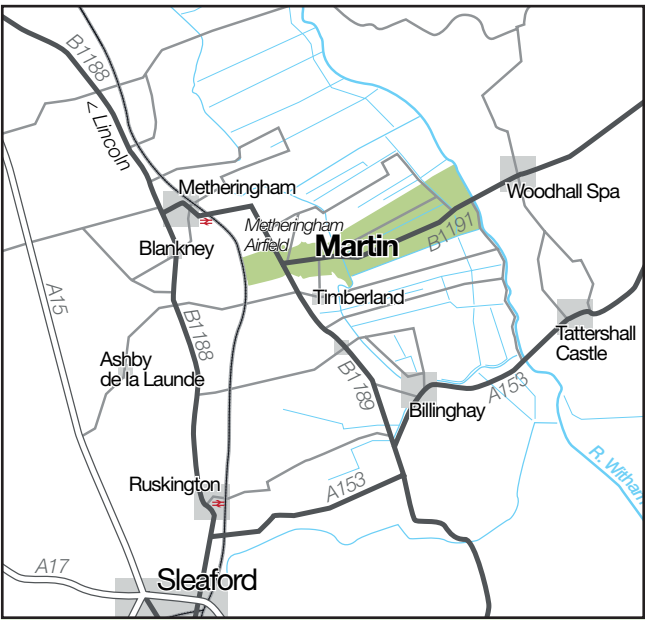 B1188
< Lincoln
Metheringham
Woodhall Spa
Metheringham
Airfield
Martin
B1191
Blankney
A15
Timberland
B1188
Tattershall
Castle
Ashby
de la Launde
B1189
A153
Billinghay
R. Witham
Ruskington
A153
A17
Sleaford